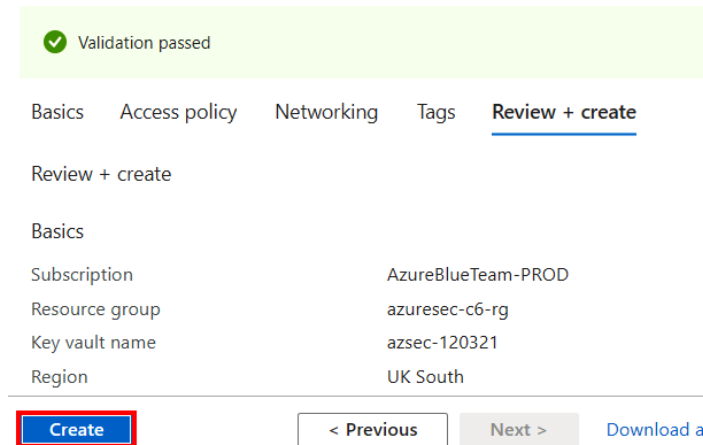 Validation passed
Basics Access policy Networking Tags Review + create
Review + create
Basics
Subscription AzureBlueTeam-PROD
Resource group azuresec-c6-rg
Key vault name azsec-120321
Region UK South
Create < Previous Next > Download a